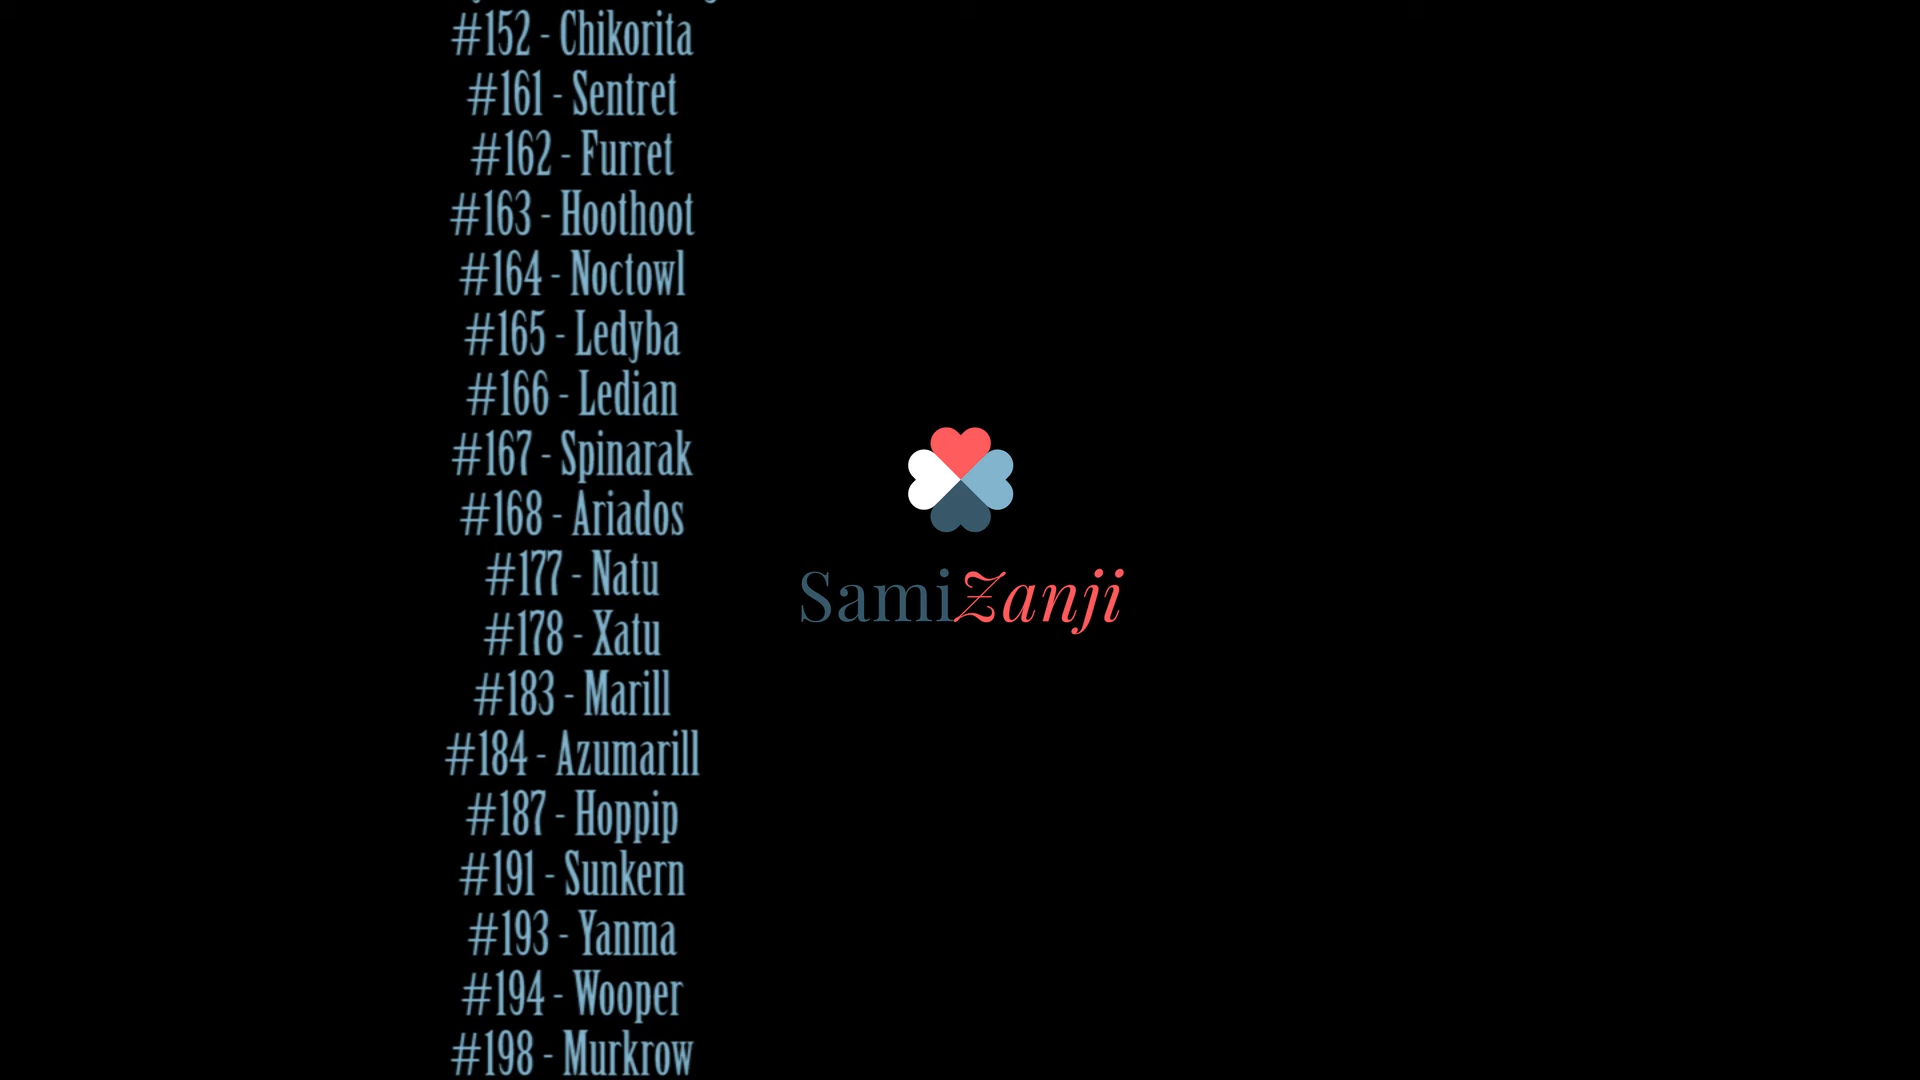 #152 - Chikorita
#161 - Sentret
#162 - Furret
#163 - Hoothoot
#164 - Noctowl
#165 - Ledyba
#166 - Ledian
#167 - Spinarak
#168 - Ariados
#177 - Natu
#178 - Xatu
#183 - Marill
#184 - Azumarill
#187 - Hoppip
#191 - Sunkern
#193 - Yanma
#194 - Wooper
#198 - Murkrow
SamiZanji